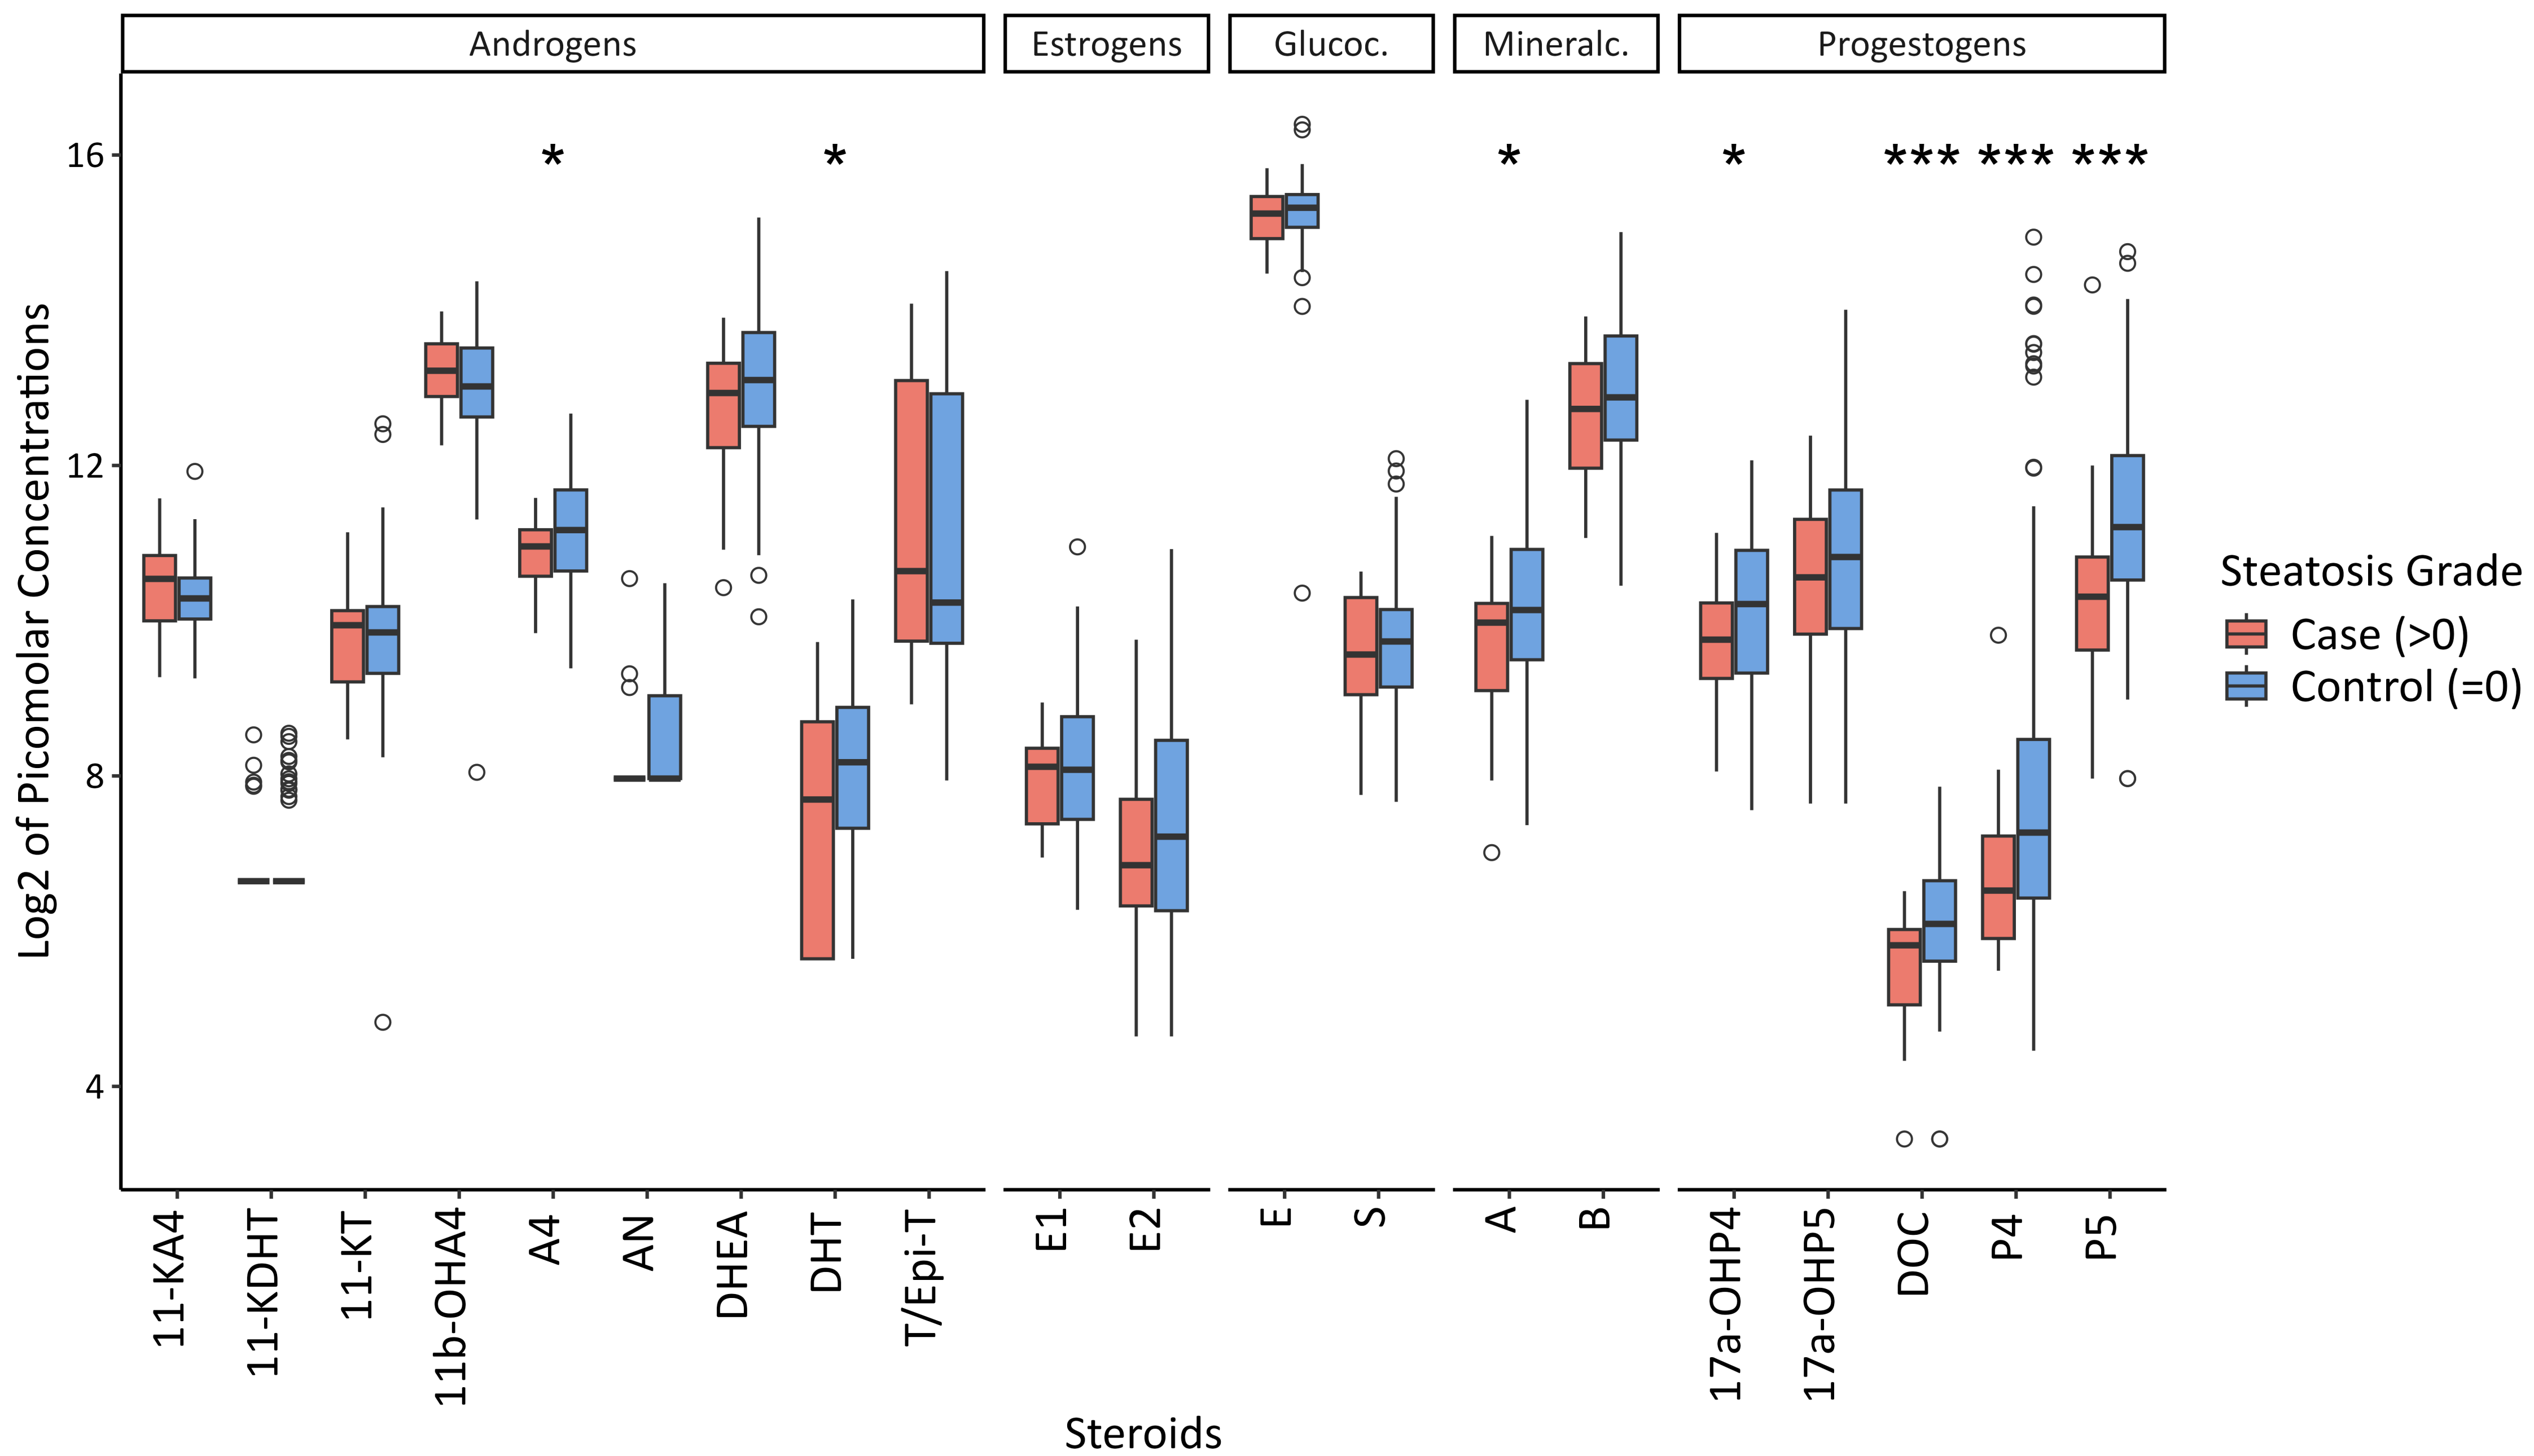 Androgens
Estrogens
Glucoc.
Mineralc.
Progestogens
Log2 of Picomolar Concentrations
16
12
8
4
*
*
*
*
***
***
***
11-KA4
11-KDHT
11-KT
11b-OHA4
A4
AN
DHEA
DHT
T/Epi-T
E1
E2
E
S
A
B
17a-OHP4
17a-OHP5
DOC
P4
P5
Steroids
Steatosis Grade
Case (>0)
Control (=0)